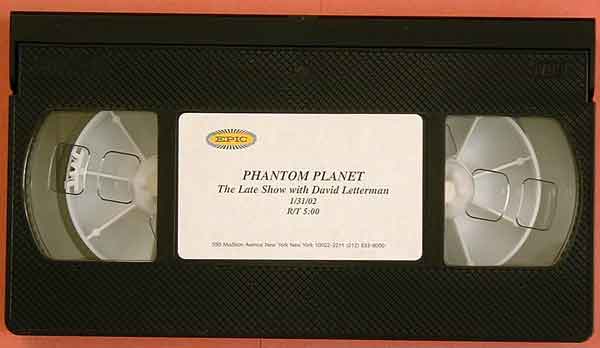 EPIC
PHANTOM PLANET
The Late Show with David Letterman
1/31/02
R/T 5:00
550 Madison Avenue New York New York 10022-3211 (212) 833-8000